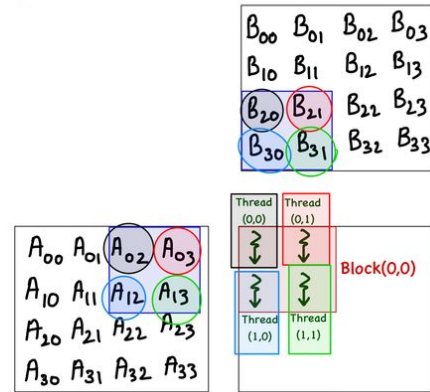 B00 B01 B02 B03
B10 B11 B12 B13
B20 B21 B22 B23
B30 B31 B32 B33
Thread (0,0)
Thread (0,1)
Block(0,0)
Thread (1,0)
Thread (1,1)
A00 A01 A02 A03
A10 A11 A12 A13
A20 A21 A22 A23
A30 A31 A32 A33